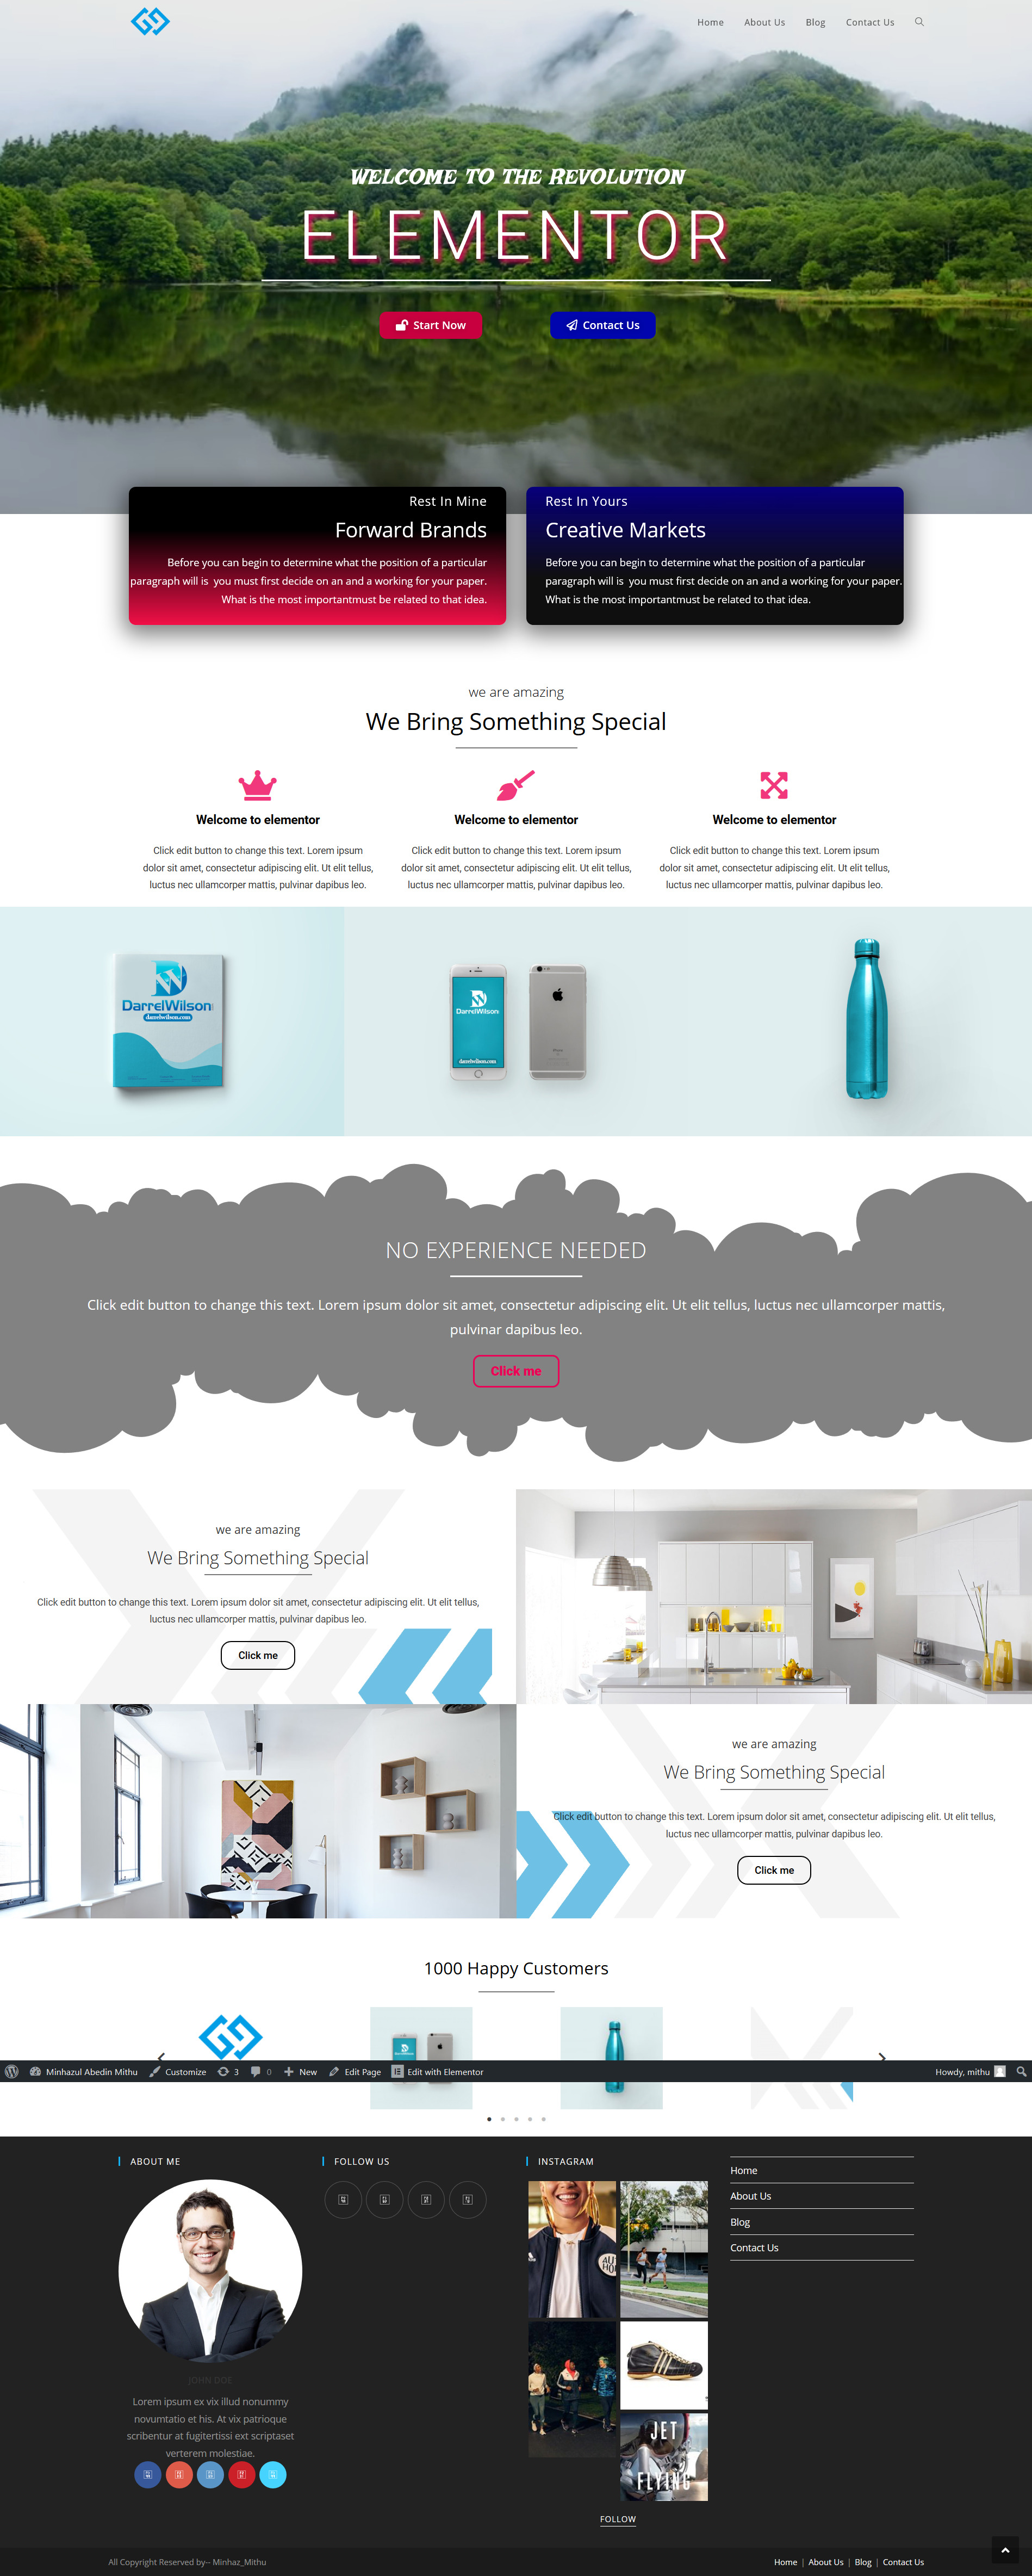 Home About Us Blog Contact Us
WELCOME TO THE REVOLUTION
ELEMENTOR
Start Now
Contact Us
Rest In Mine
Forward Brands
Before you can begin to determine what the position of a particular
paragraph will is you must first decide on an and a working for your paper.
What is the most importantmust be related to that idea.
Rest In Yours
Creative Markets
Before you can begin to determine what the position of a particular
paragraph will is you must first decide on an and a working for your paper.
What is the most importantmust be related to that idea.
we are amazing
We Bring Something Special
Welcome to elementor
Click edit button to change this text. Lorem ipsum
dolor sit amet, consectetur adipiscing elit. Ut elit tellus,
luctus nec ullamcorper mattis, pulvinar dapibus leo.
Welcome to elementor
Click edit button to change this text. Lorem ipsum
dolor sit amet, consectetur adipiscing elit. Ut elit tellus,
luctus nec ullamcorper mattis, pulvinar dapibus leo.
Welcome to elementor
Click edit button to change this text. Lorem ipsum
dolor sit amet, consectetur adipiscing elit. Ut elit tellus,
luctus nec ullamcorper mattis, pulvinar dapibus leo.
DarrelWilson
darrelwilson.com
DarrelWilson
darrelwilson.com
NO EXPERIENCE NEEDED
Click edit button to change this text. Lorem ipsum dolor sit amet, consectetur adipiscing elit. Ut elit tellus, luctus nec ullamcorper mattis,
pulvinar dapibus leo.
Click me
we are amazing
We Bring Something Special
Click edit button to change this text. Lorem ipsum dolor sit amet, consectetur adipiscing elit. Ut elit tellus,
luctus nec ullamcorper mattis, pulvinar dapibus leo.
Click me
we are amazing
We Bring Something Special
Click edit button to change this text. Lorem ipsum dolor sit amet, consectetur adipiscing elit. Ut elit tellus,
luctus nec ullamcorper mattis, pulvinar dapibus leo.
Click me
1000 Happy Customers
Minhazul Abedin Mithu Customize 3 0 New Edit Page Edit with Elementor Howdy, mithu
ABOUT ME
JOHN DOE
Lorem ipsum ex vix illud nonummy
novumtatio et his. At vix patrioque
scribentur at fugitertissi ext scriptaset
verterem molestiae.
FOLLOW US
INSTAGRAM
JET
FLYING
FOLLOW
Home
About Us
Blog
Contact Us
All Copyright Reserved by-- Minhaz_Mithu
Home | About Us | Blog | Contact Us